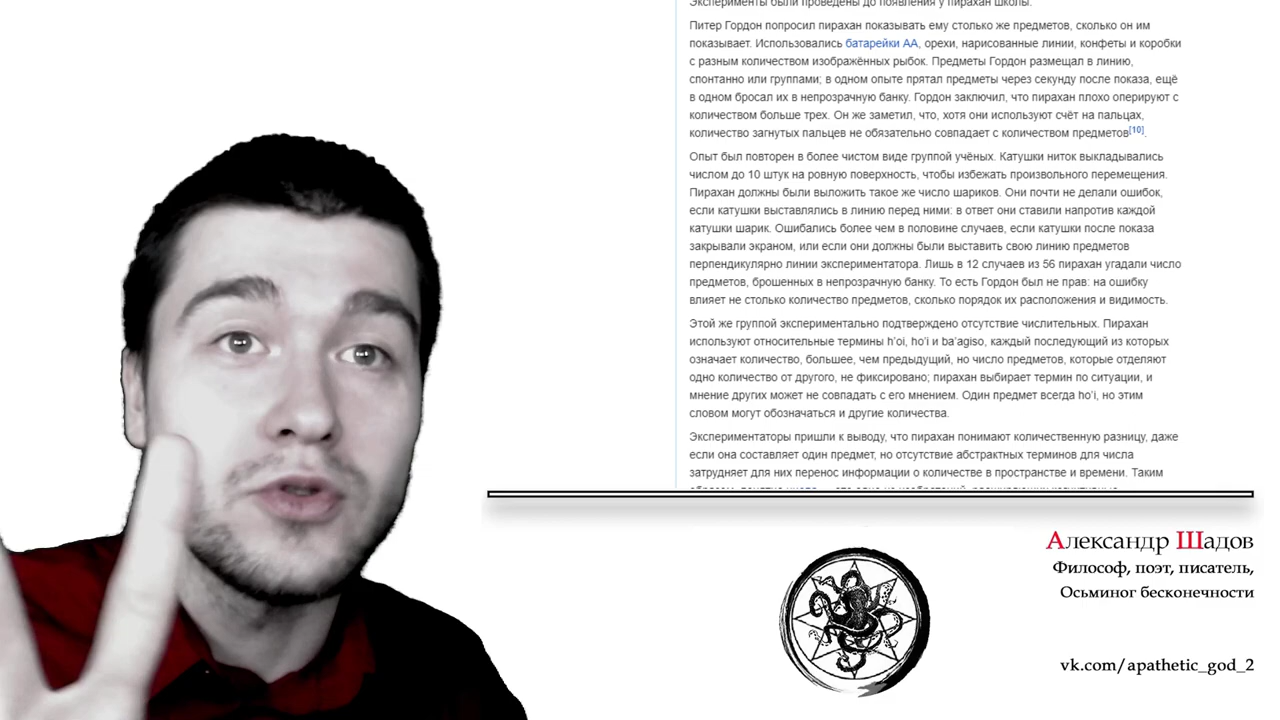 Эксперименты были проведены до появления у пирахан школы.
Питер Гордон попросил пирахан показывать ему столько же предметов, сколько он им
показывает. Использовались батарейки АА, орехи, нарисованные линии, конфеты и коробки
с разным количеством изображённых рыбок. Предметы Гордон размещал в линию,
спонтанно или группами; в одном опыте прятал предметы через секунду после показа, ещё
в одном бросал их в непрозрачную банку. Гордон заключил, что пирахан плохо оперируют с
количеством больше трех. Он же заметил, что, хотя они используют счёт на пальцах,
количество загнутых пальцев не обязательно совпадает с количеством предметов[10].
Опыт был повторен в более чистом виде группой учёных. Катушки ниток выкладывались
числом до 10 штук на ровную поверхность, чтобы избежать произвольного перемещения.
Пирахан должны были выложить такое же число шариков. Они почти не делали ошибок,
если катушки выставлялись в линию перед ними: в ответ они ставили напротив каждой
катушки шарик. Ошибались более чем в половине случаев, если катушки после показа
закрывали экраном, или если они должны были выставить свою линию предметов
перпендикулярно линии экспериментатора. Лишь в 12 случаев из 56 пирахан угадали число
предметов, брошенных в непрозрачную банку. То есть Гордон был не прав: на ошибку
влияет не столько количество предметов, сколько порядок их расположения и видимость.
Этой же группой экспериментально подтверждено отсутствие числительных. Пирахан
используют относительные термины h'oi, ho'i и ba'agiso, каждый последующий из которых
означает количество, большее, чем предыдущий, но число предметов, которые отделяют
одно количество от другого, не фиксировано; пирахан выбирает термин по ситуации, и
мнение других может не совпадать с его мнением. Один предмет всегда ho'i, но этим
словом могут обозначаться и другие количества.
Экспериментаторы пришли к выводу, что пирахан понимают количественную разницу, даже
если она составляет один предмет, но отсутствие абстрактных терминов для числа
затрудняет для них перенос информации о количестве в пространстве и времени. Таким
Александр Шадов
Философ, поэт, писатель,
Осьминог бесконечности
vk.com/apathetic_god_2